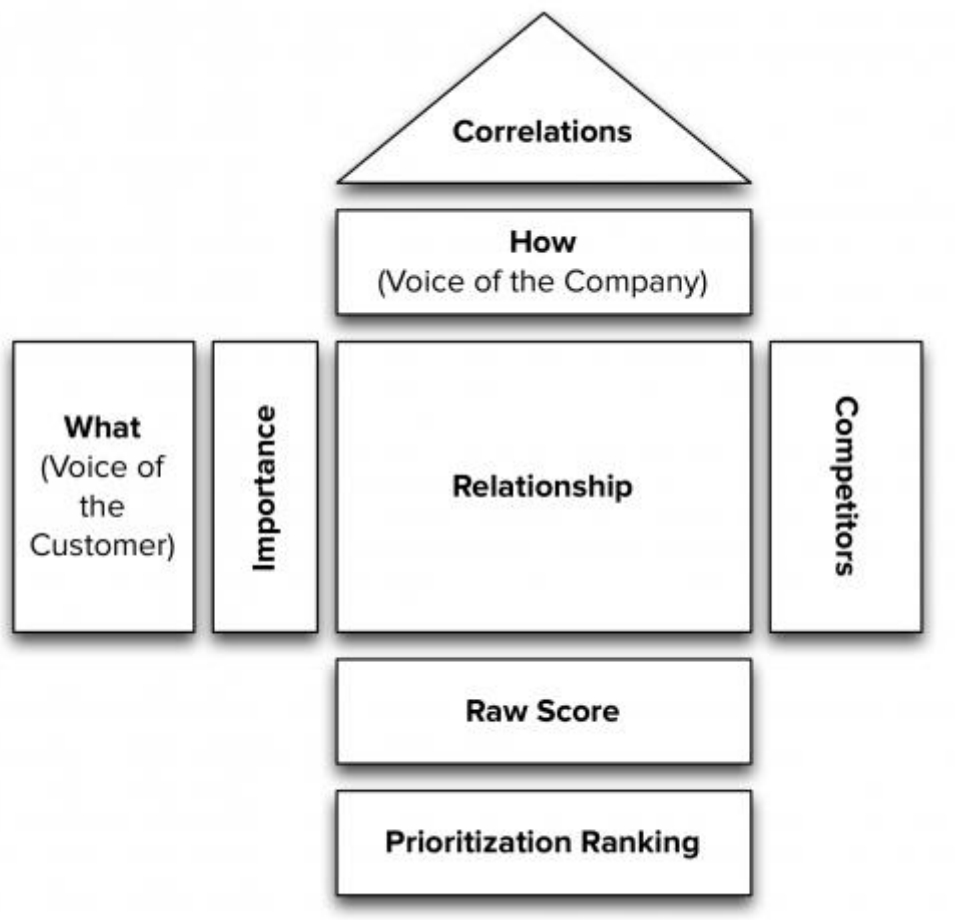 Correlations
How
(Voice of the Company)
What
(Voice of
the
Customer)
Importance
Relationship
Competitors
Raw Score
Prioritization Ranking